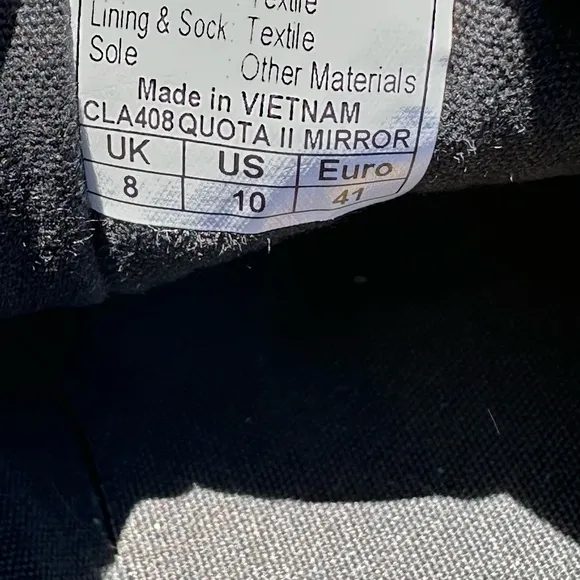 Textile
Lining & Sock: Textile
Sole : Other Materials
Made in VIETNAM
CLA408 QUOTA II MIRROR
UK US Euro
8 10 41